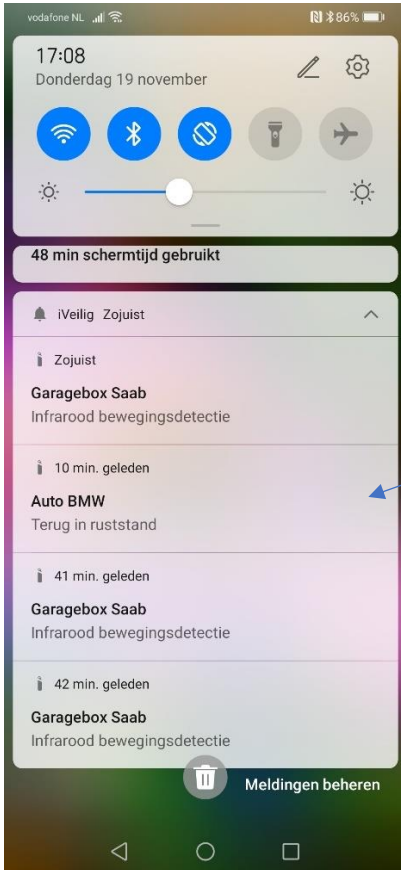 vodafone NL 86%
17:08
Donderdag 19 november
48 min schermtijd gebruikt
iVeilig Zojuist
Zojuist
Garagebox Saab
Infrarood bewegingsdetectie
10 min. geleden
Auto BMW
Terug in ruststand
41 min. geleden
Garagebox Saab
Infrarood bewegingsdetectie
42 min. geleden
Garagebox Saab
Infrarood bewegingsdetectie
Meldingen beheren